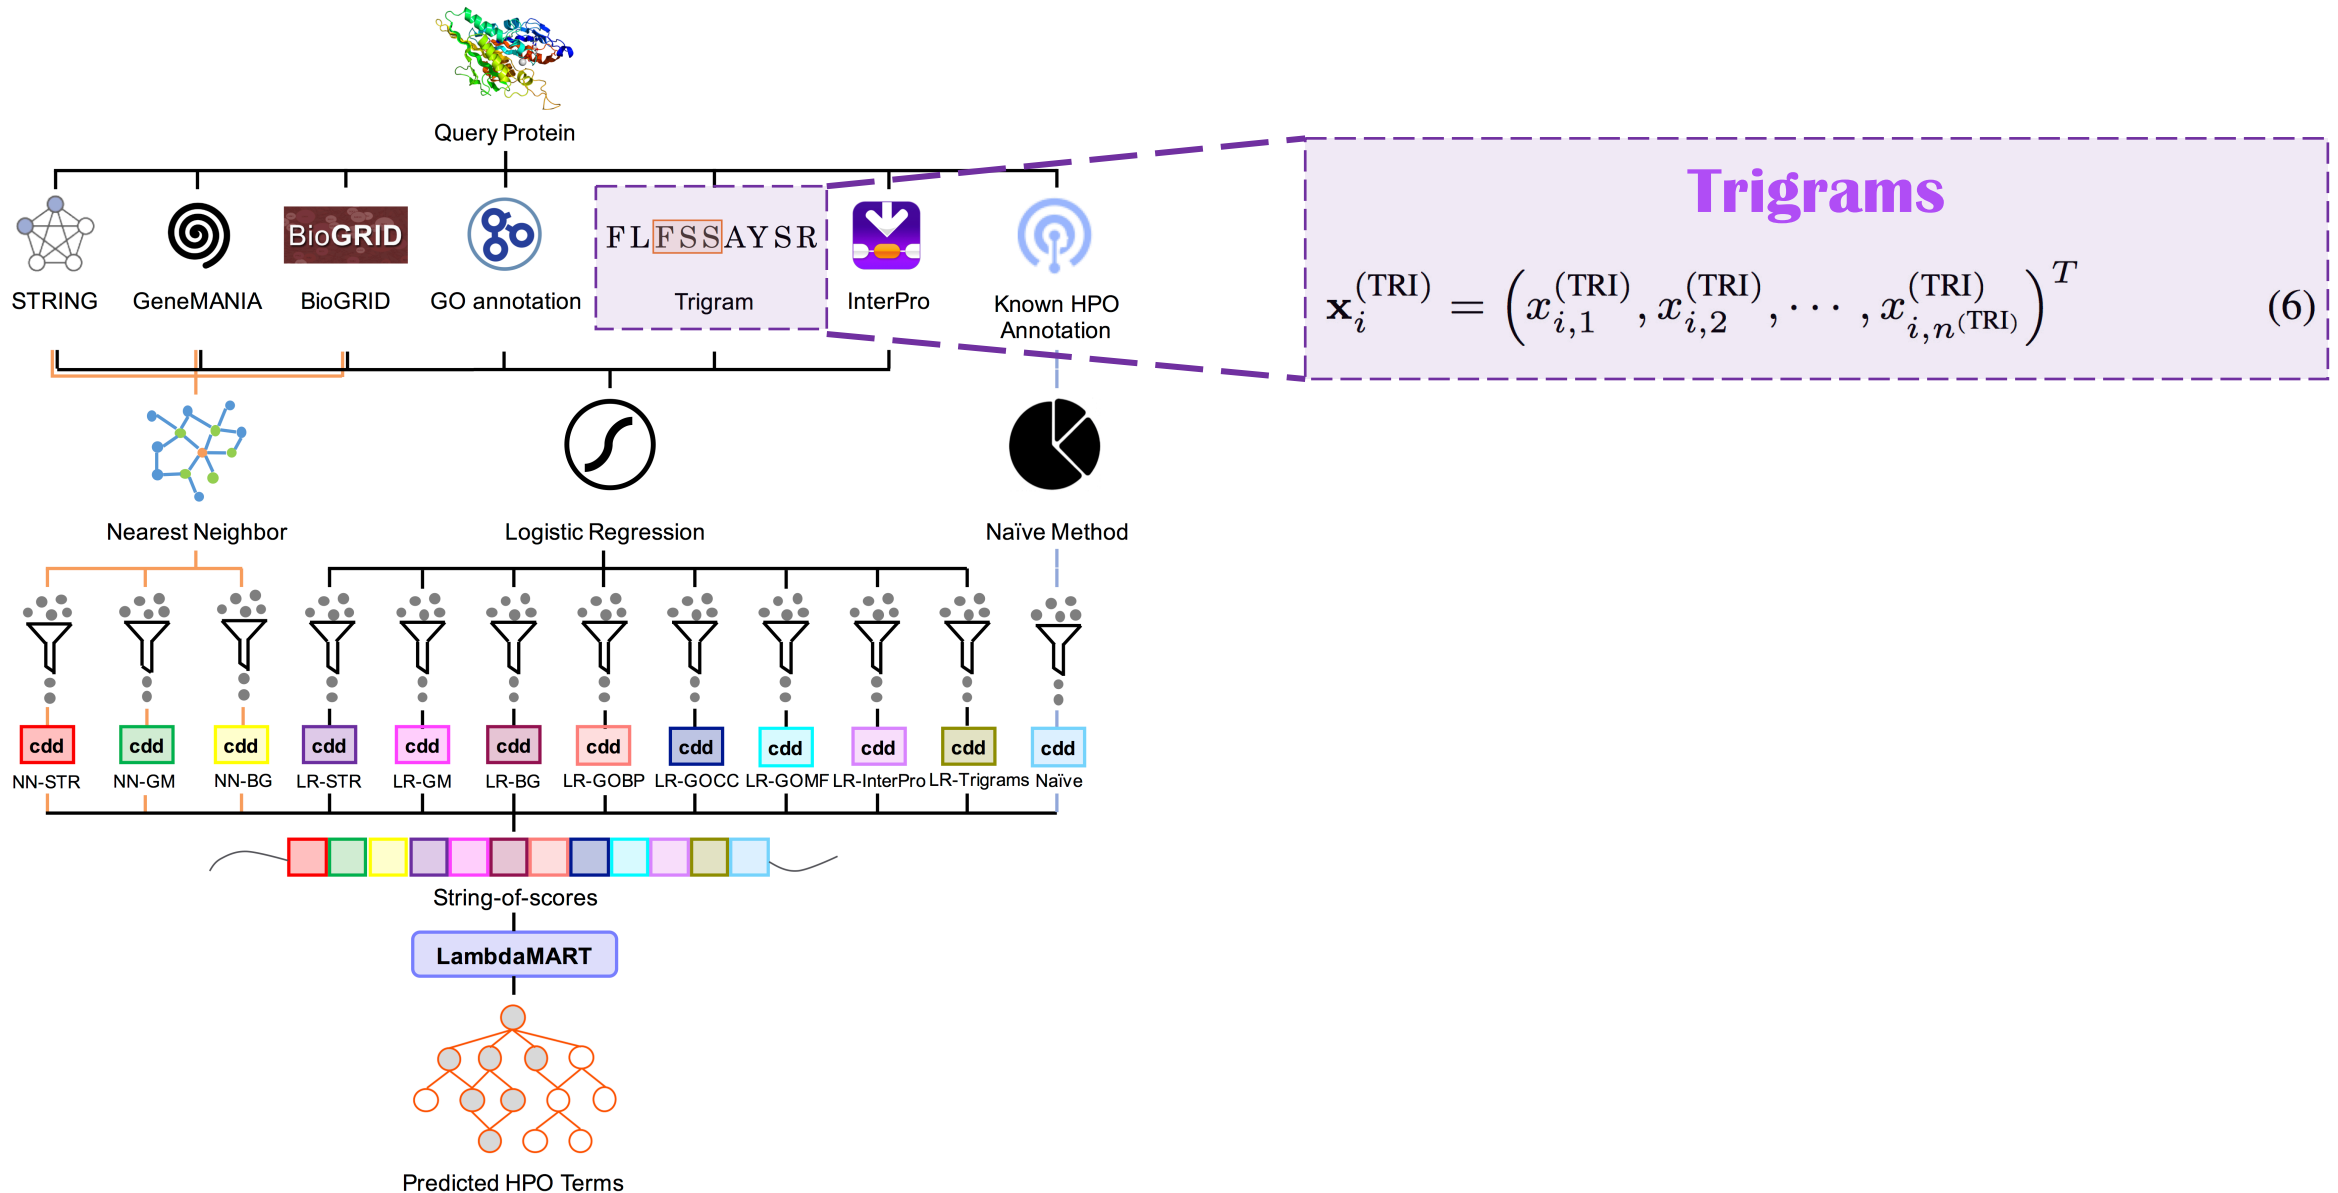 Query Protein
Trigrams
BioGRID
FLFSSAYSR
STRING
GeneMANIA
BioGRID
GO annotation
Trigram
InterPro
Known HPO
Annotation
x_i^{(TRI)} = (x_{i,1}^{(TRI)}, x_{i,2}^{(TRI)}, ⋯, x_{i,n^{(TRI)}}^{(TRI)})^T (6)
Nearest Neighbor
Logistic Regression
Naïve Method
cdd cdd cdd cdd cdd cdd cdd cdd cdd cdd cdd cdd
NN-STR NN-GM NN-BG LR-STR LR-GM LR-BG LR-GOBP LR-GOCC LR-GOMF LR-InterPro LR-Trigrams Naïve
String-of-scores
LambdaMART
Predicted HPO Terms